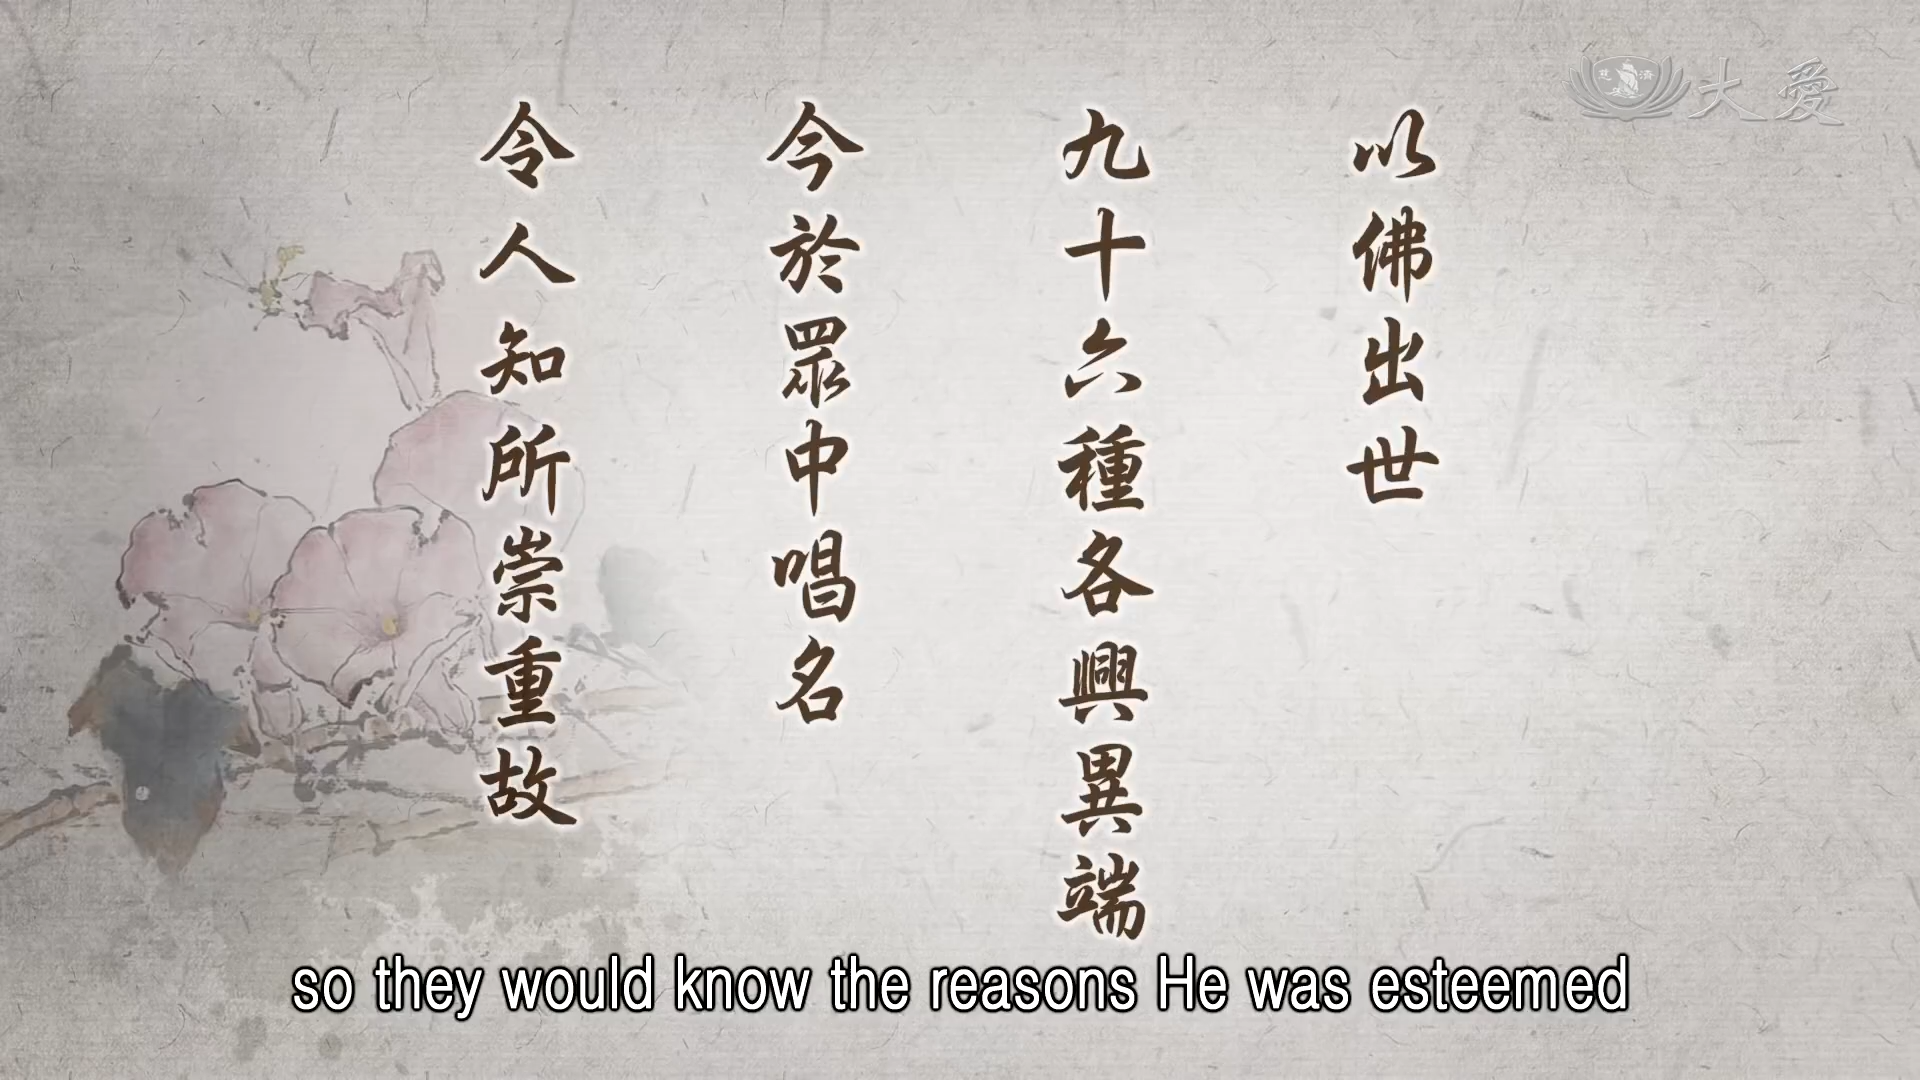 大愛
以佛出世
九十六種各興異端
今於眾中唱名
令人知所崇重故
so they would know the reasons He was esteemed